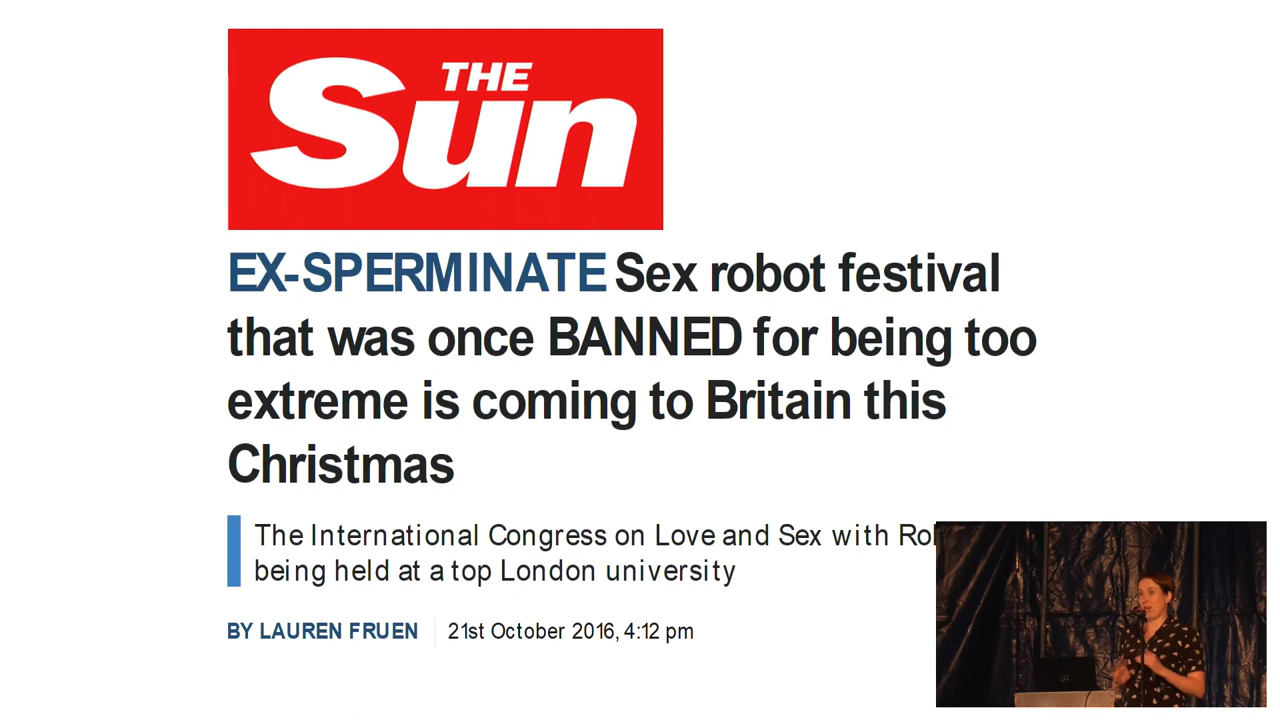 THE
Sun
EX-SPERMINATE Sex robot festival
that was once BANNED for being too
extreme is coming to Britain this
Christmas
The International Congress on Love and Sex with
being held at a top London university
BY LAUREN FRUEN 21st October 2016, 4:12 pm